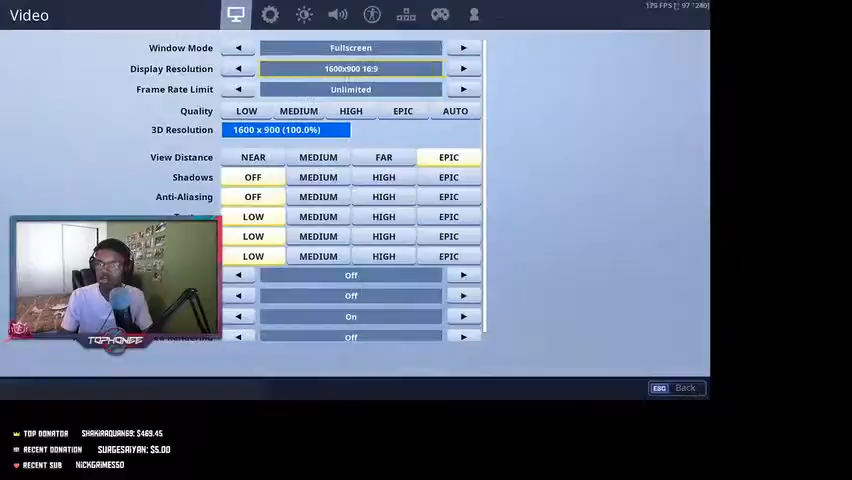 Video
179 FPS [
Window Mode ◄ Fullscreen ►
Display Resolution ◄ 1600x900 16:9 ►
Frame Rate Limit ◄ Unlimited ►
Quality LOW MEDIUM HIGH EPIC AUTO
3D Resolution 1600 x 900 (100.0%)
View Distance NEAR MEDIUM FAR EPIC
Shadows OFF MEDIUM HIGH EPIC
Anti-Aliasing OFF MEDIUM HIGH EPIC
LOW MEDIUM HIGH EPIC
LOW MEDIUM HIGH EPIC
LOW MEDIUM HIGH EPIC
◄ Off ►
◄ Off ►
◄ On ►
◄ Off ►
TOPHONEE
ESC Back
TOP DONATOR SHAKIRAQUAN69: $469.45
RECENT DONATION SURGESAIYAN: $5.00
RECENT SUB NICKGRIMES50